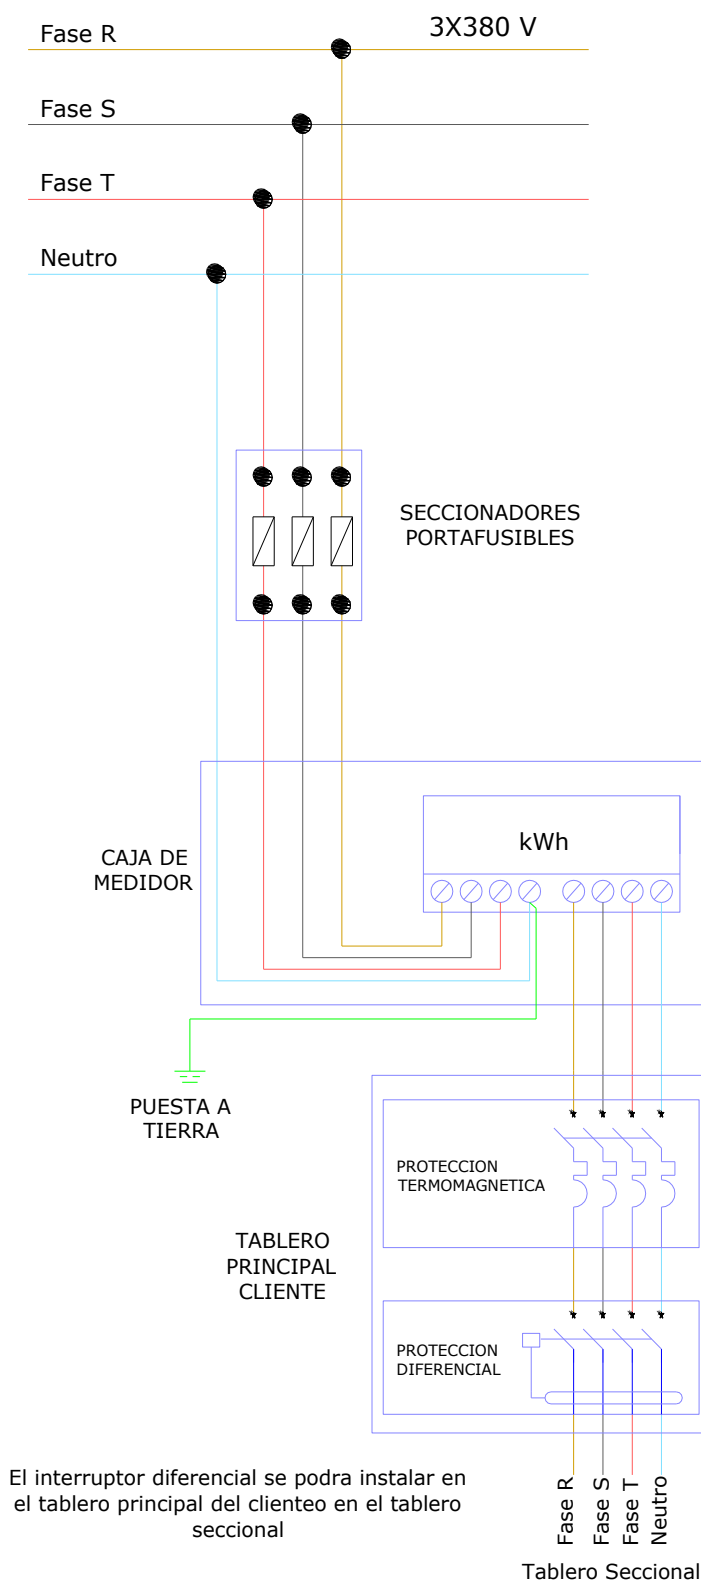 3X380 V
Fase R
Fase S
Fase T
Neutro
SECCIONADORES
PORTAFUSIBLES
kWh
CAJA DE
MEDIDOR
PUESTA A
TIERRA
PROTECCION
TERMOMAGNETICA
TABLERO
PRINCIPAL
CLIENTE
PROTECCION
DIFERENCIAL
El interruptor diferencial se podra instalar en
el tablero principal del clienteo en el tablero
seccional
Fase R
Fase S
Fase T
Neutro
Tablero Seccional